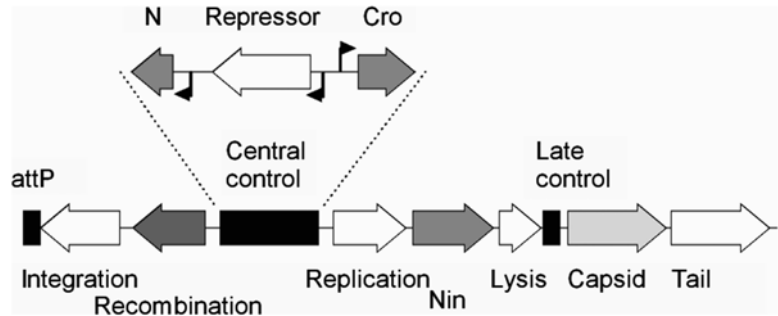 N Repressor Cro
Central
control
Late
control
attP
Integration
Recombination
Replication
Nin
Lysis
Capsid
Tail